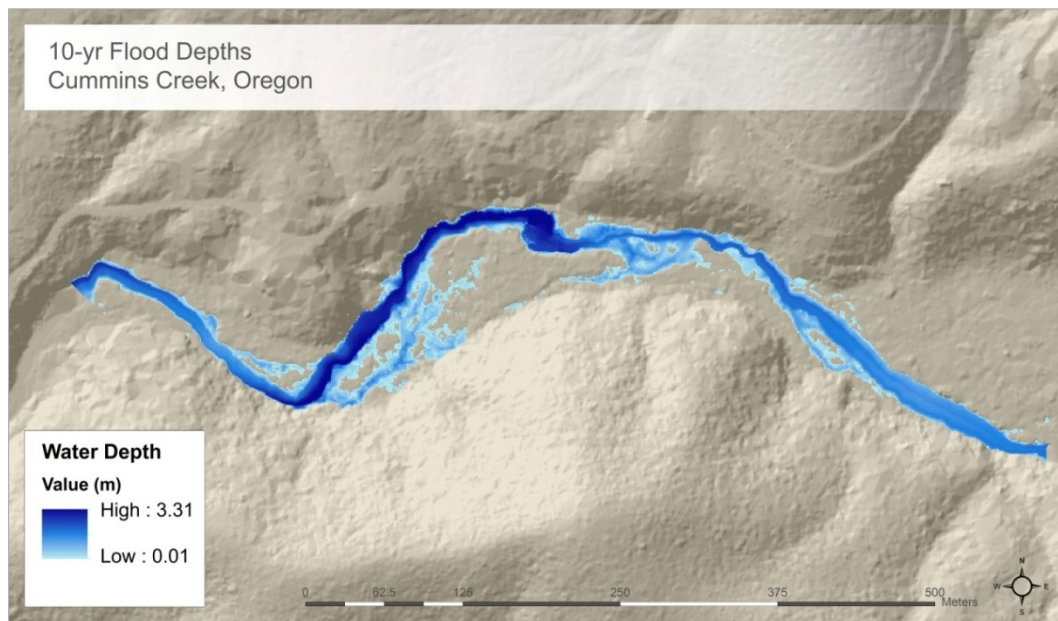 10-yr Flood Depths
Cummins Creek, Oregon
Water Depth
Value (m)
High : 3.31
Low : 0.01
0 62.5 125 250 375 500
Meters
N
W E
S